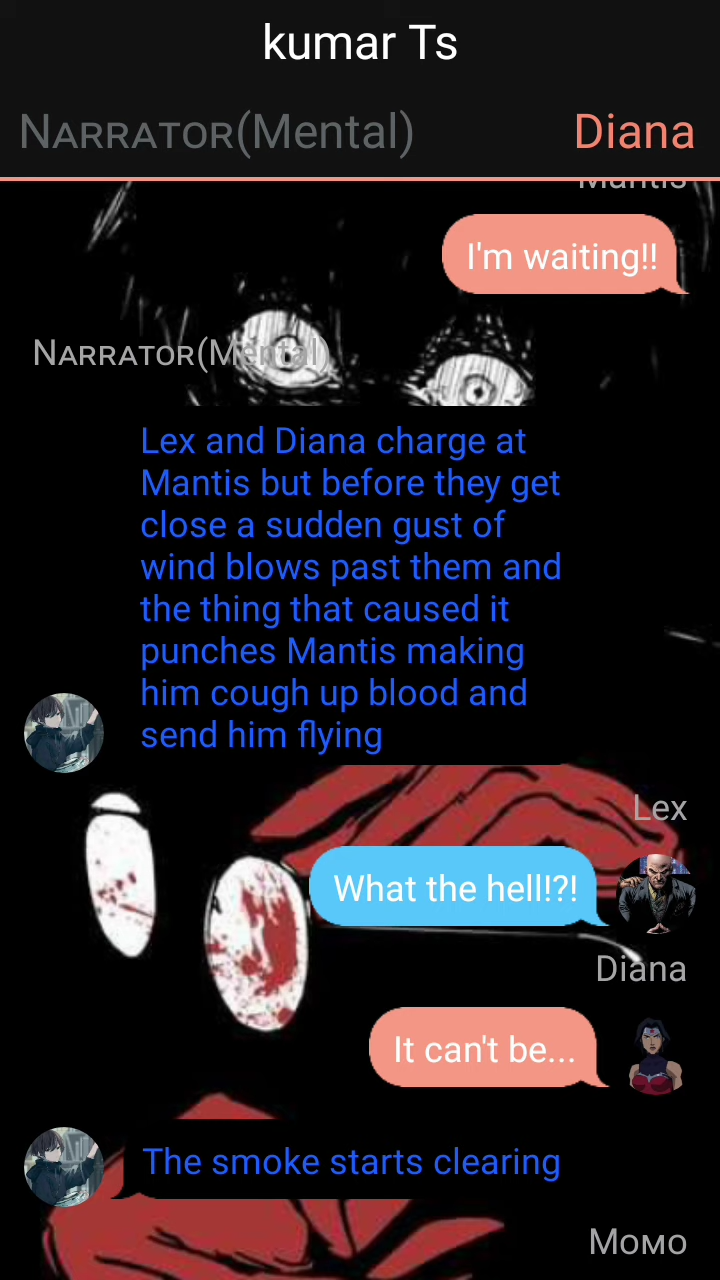 kumar Ts
NARRATOR(Mental)
Diana
Mantis
I'm waiting!!
NARRATOR(Mental)
Lex and Diana charge at
Mantis but before they get
close a sudden gust of
wind blows past them and
the thing that caused it
punches Mantis making
him cough up blood and
send him flying
Lex
What the hell!?!
Diana
It can't be...
The smoke starts clearing
MOMO